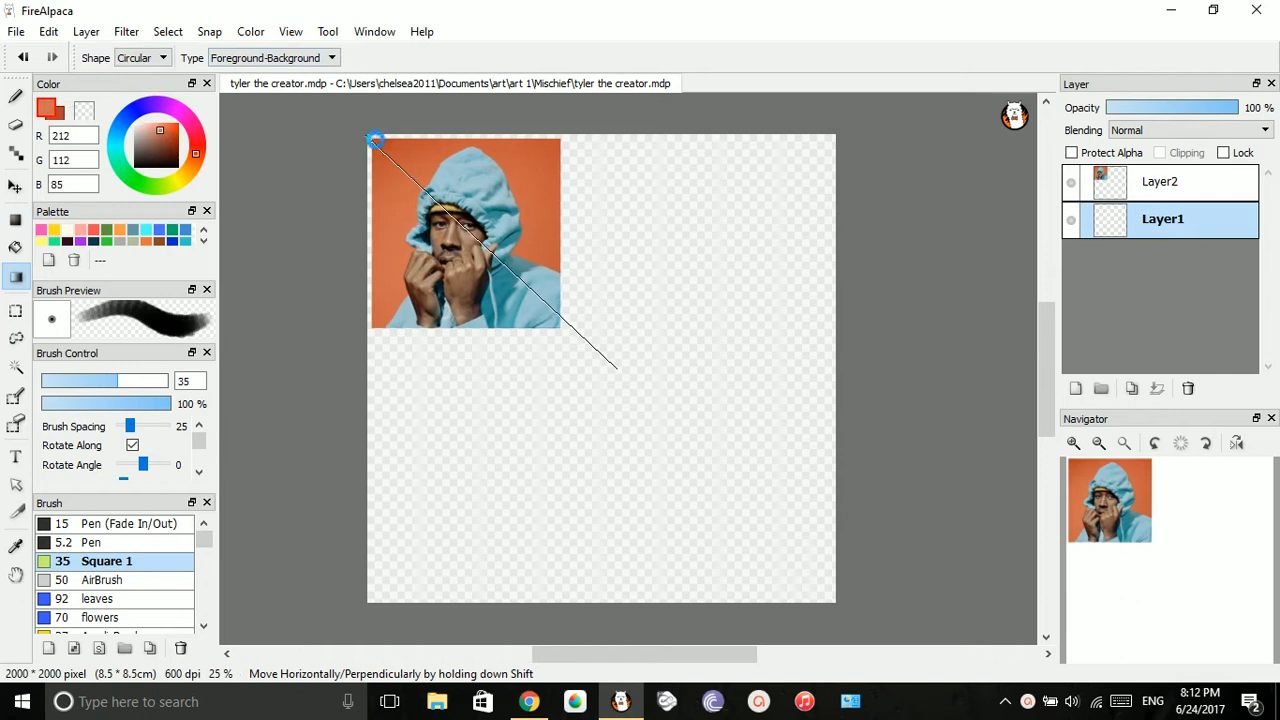 FireAlpaca
File Edit Layer Filter Select Snap Color View Tool Window Help
Shape Circular Type Foreground-Background
Color
tyler the creator.mdp - C:\Users\chelsea2011\Documents\art\art 1\Mischief\tyler the creator.mdp
R 212
G 112
B 85
Palette
---
Brush Preview
Brush Control
35
100 %
Brush Spacing 25
Rotate Along
Rotate Angle 0
Brush
15 Pen (Fade In/Out)
5.2 Pen
35 Square 1
50 AirBrush
92 leaves
70 flowers
Layer
Opacity 100 %
Blending Normal
Protect Alpha Clipping Lock
Layer2
Layer1
Navigator
2000 * 2000 pixel (8.5 * 8.5cm) 600 dpi 25 % Move Horizontally/Perpendicularly by holding down Shift
Type here to search
ENG
8:12 PM
6/24/2017
2